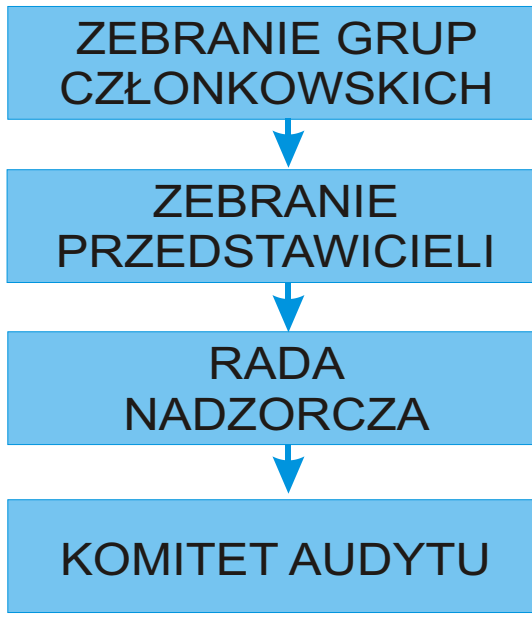 ZEBRANIE GRUP
CZŁONKOWSKICH
ZEBRANIE
PRZEDSTAWICIELI
RADA
NADZORCZA
KOMITET AUDYTU